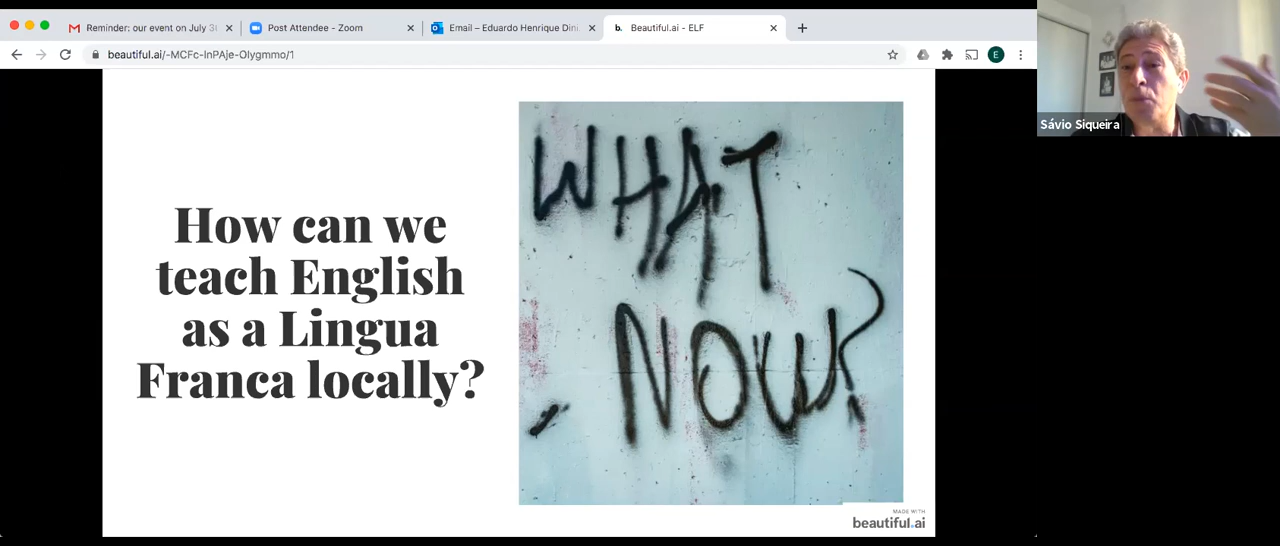 Reminder: our event on July 3
Post Attendee - Zoom
Email – Eduardo Henrique Dini
Beautiful.ai - ELF
beautiful.ai/-MCFc-InPAje-Olygmmo/1
E
Sávio Siqueira
How can we
teach English
as a Lingua
Franca locally?
WHAT
NOW?
MADE WITH
beautiful.ai